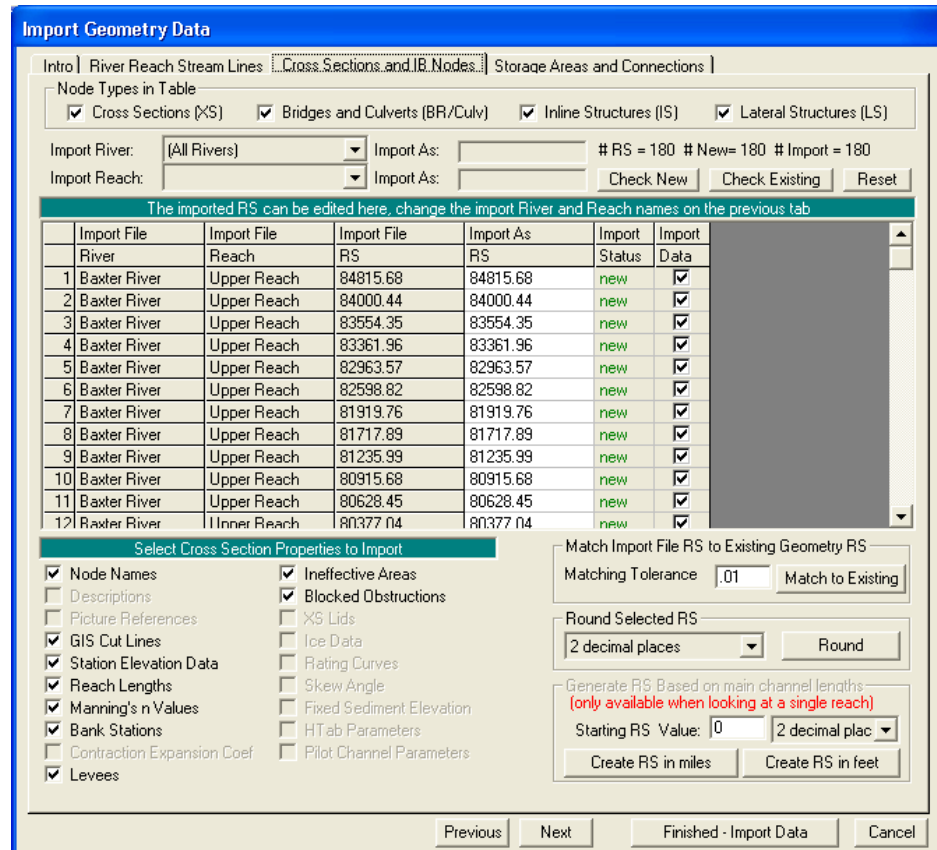 Import Geometry Data
Intro River Reach Stream Lines Cross Sections and IB Nodes Storage Areas and Connections
Node Types in Table
Cross Sections (XS) Bridges and Culverts (BR/Culv) Inline Structures (IS) Lateral Structures (LS)
Import River: (All Rivers) Import As: # RS = 180 # New= 180 # Import = 180
Import Reach: Import As: Check New Check Existing Reset
The imported RS can be edited here, change the import River and Reach names on the previous tab
Import File Import File Import File Import As Import Import
River Reach RS RS Status Data
1 Baxter River Upper Reach 84815.68 84815.68 new
2 Baxter River Upper Reach 84000.44 84000.44 new
3 Baxter River Upper Reach 83554.35 83554.35 new
4 Baxter River Upper Reach 83361.96 83361.96 new
5 Baxter River Upper Reach 82963.57 82963.57 new
6 Baxter River Upper Reach 82598.82 82598.82 new
7 Baxter River Upper Reach 81919.76 81919.76 new
8 Baxter River Upper Reach 81717.89 81717.89 new
9 Baxter River Upper Reach 81235.99 81235.99 new
10 Baxter River Upper Reach 80915.68 80915.68 new
11 Baxter River Upper Reach 80628.45 80628.45 new
12 Baxter River Upper Reach 80377.04 80377.04 new
Select Cross Section Properties to Import
Node Names
Descriptions
Picture References
GIS Cut Lines
Station Elevation Data
Reach Lengths
Manning's n Values
Bank Stations
Contraction Expansion Coef
Levees
Ineffective Areas
Blocked Obstructions
XS Lids
Ice Data
Rating Curves
Skew Angle
Fixed Sediment Elevation
HTab Parameters
Pilot Channel Parameters
Match Import File RS to Existing Geometry RS
Matching Tolerance .01 Match to Existing
Round Selected RS
2 decimal places Round
Generate RS Based on main channel lengths
(only available when looking at a single reach)
Starting RS Value: 0 2 decimal plac
Create RS in miles Create RS in feet
Previous Next Finished - Import Data Cancel